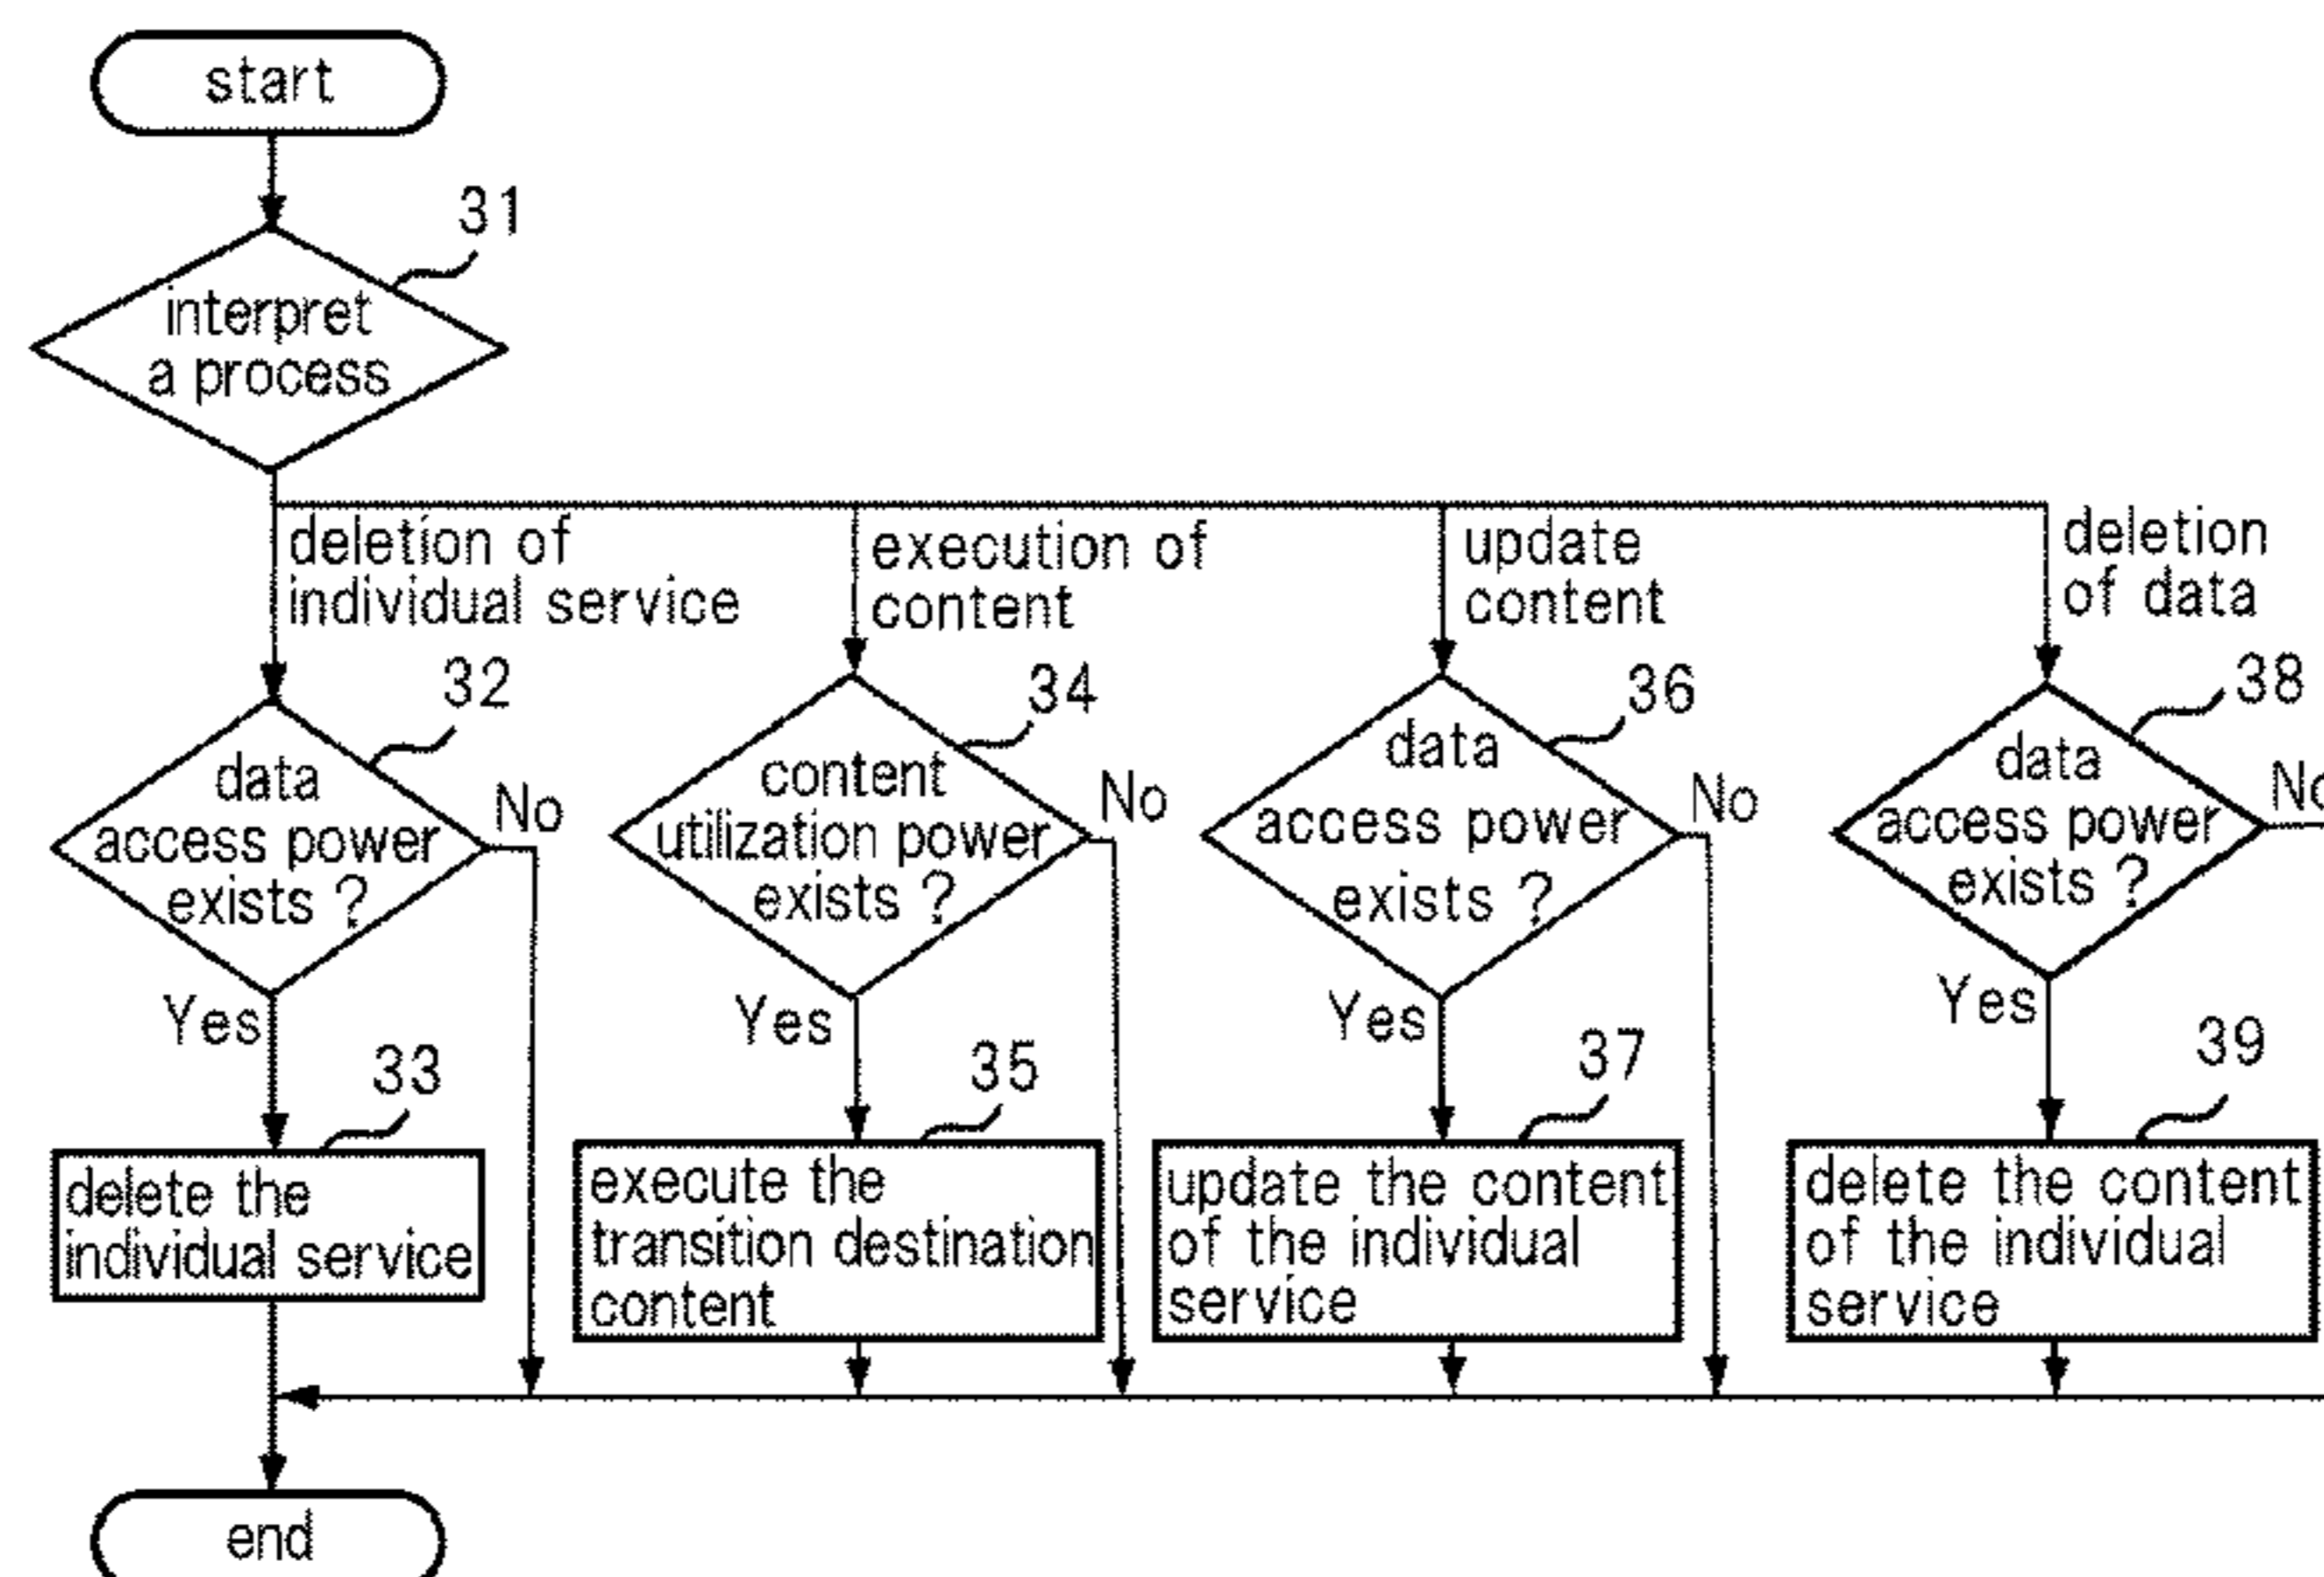 start
31
interpret
a process
deletion of
individual service
execution of
content
update
content
deletion
of data
32
data
access power
exists ?
No
Yes
34
content
utilization power
exists ?
No
Yes
36
data
access power
exists ?
No
Yes
38
data
access power
exists ?
No
Yes
33
delete the
individual service
35
execute the
transition destination
content
37
update the content
of the individual
service
39
delete the content
of the individual
service
end